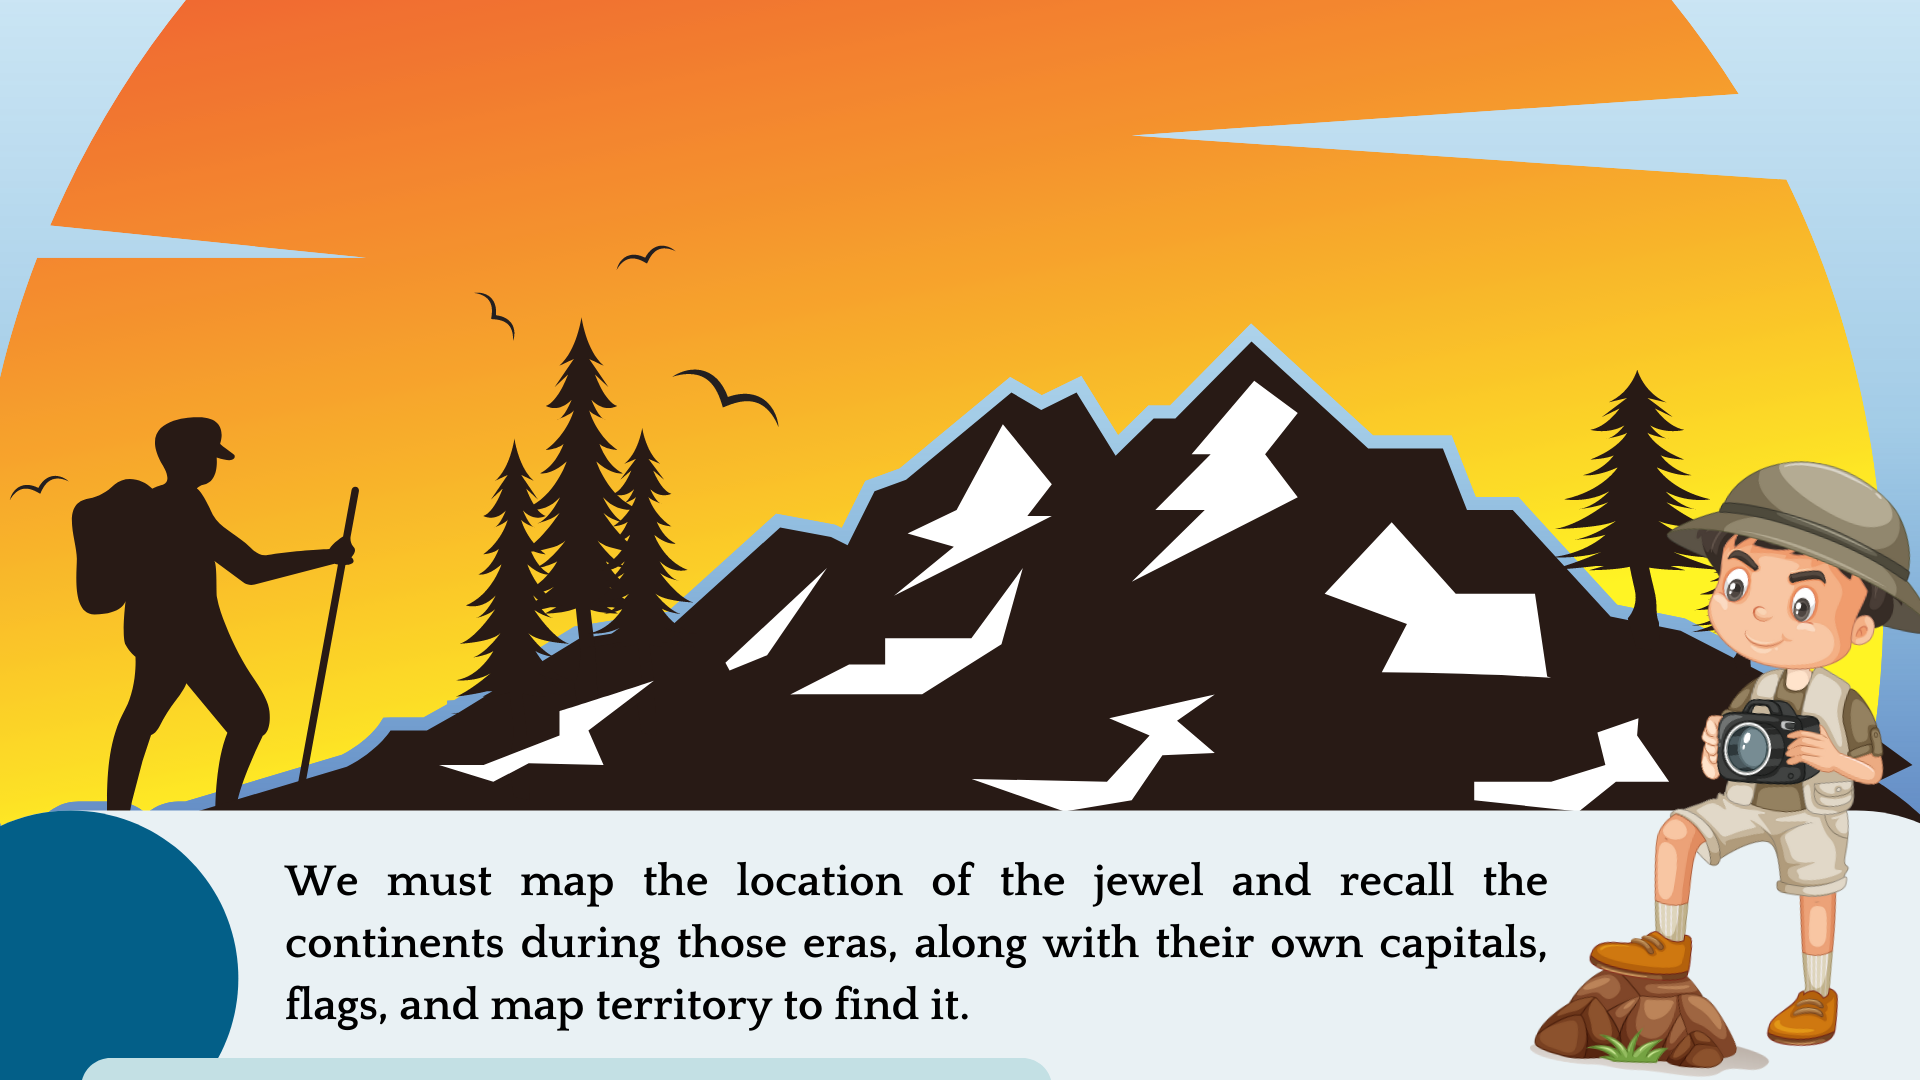 We must map the location of the jewel and recall the
continents during those eras, along with their own capitals,
flags, and map territory to find it.